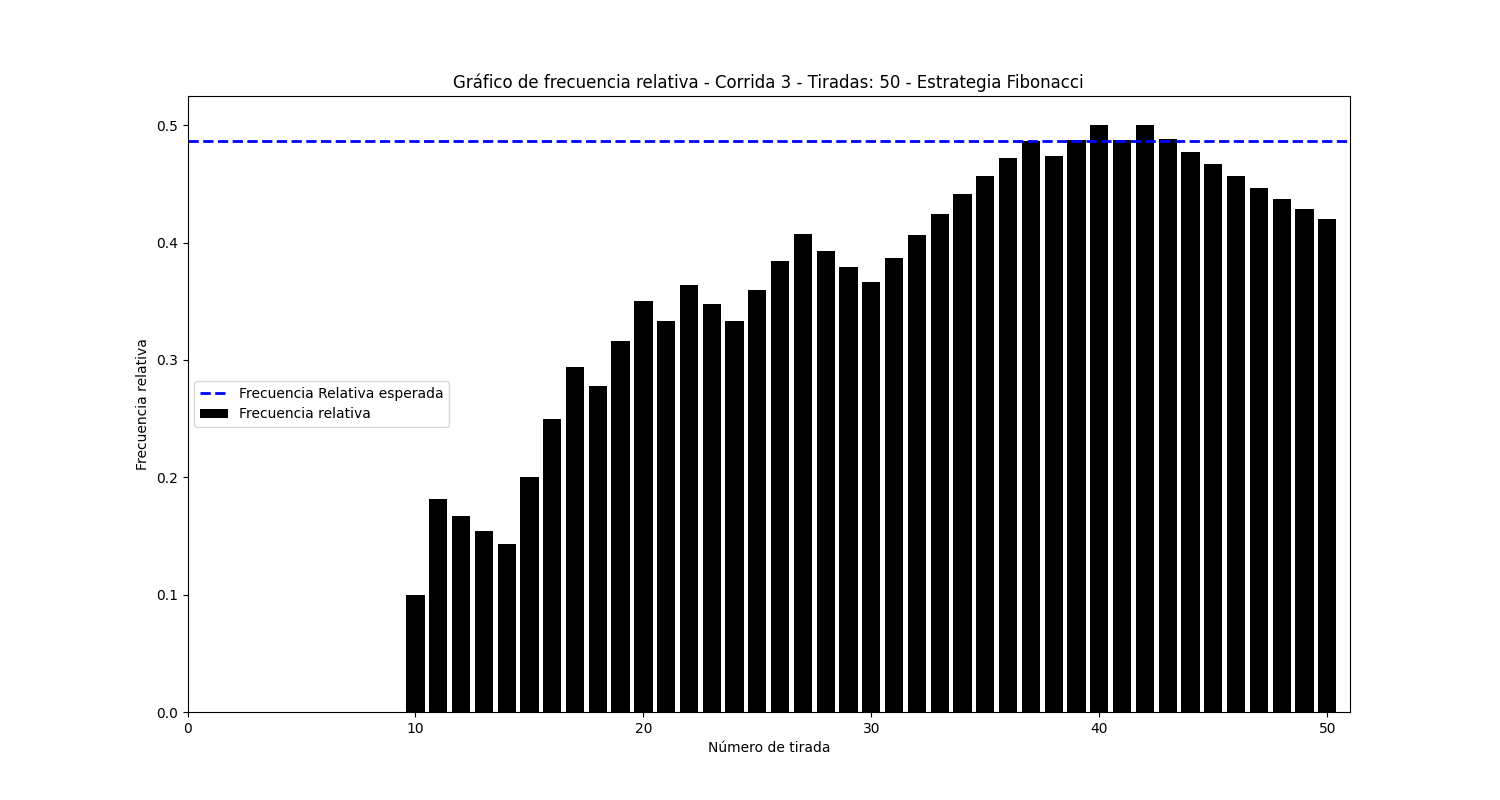 Gráfico de frecuencia relativa - Corrida 3 - Tiradas: 50 - Estrategia Fibonacci
0.5
0.4
0.3
0.2
0.1
0.0
Frecuencia relativa
Frecuencia Relativa esperada
Frecuencia relativa
0 10 20 30 40 50
Número de tirada